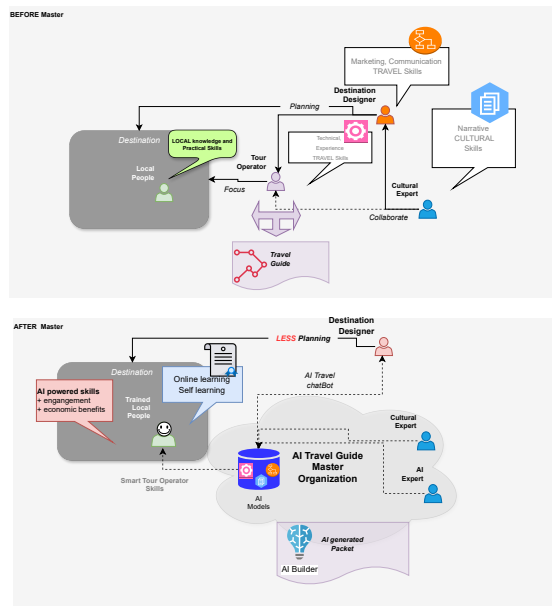 BEFORE Master
Marketing, Communication
TRAVEL Skills
Destination
Designer
Planning
Narrative
CULTURAL
Skills
Destination
LOCAL knowledge and
Practical Skills
Technical,
Experience
TRAVEL Skills
Local
People
Tour
Operator
Focus
Cultural
Expert
Collaborate
Travel
Guide
AFTER Master
Destination
Designer
LESS Planning
Destination
AI Travel
chatBot
Online learning
Self learning
AI powered skills
+ engangement
+ economic benefits
Trained
Local
People
Cultural
Expert
AI Travel Guide
Master
Organization
AI
Expert
Smart Tour Operator
Skills
AI
Models
AI generated
Packet
AI Builder